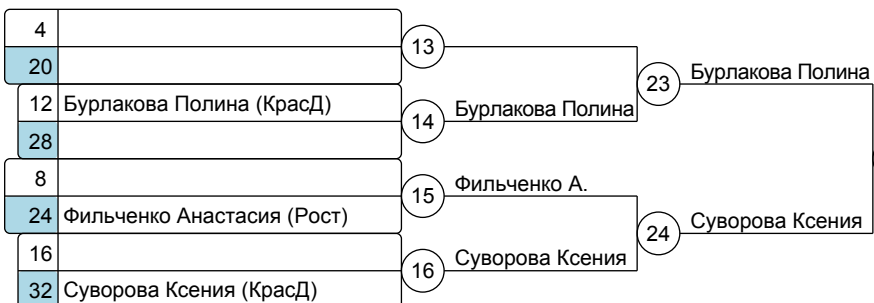 4
20
13
12 Бурлакова Полина (КрасД)
28
14
Бурлакова Полина
23
Бурлакова Полина
8
24 Фильченко Анастасия (Рост)
15
Фильченко А.
16
32 Суворова Ксения (КрасД)
16
Суворова Ксения
24
Суворова Ксения